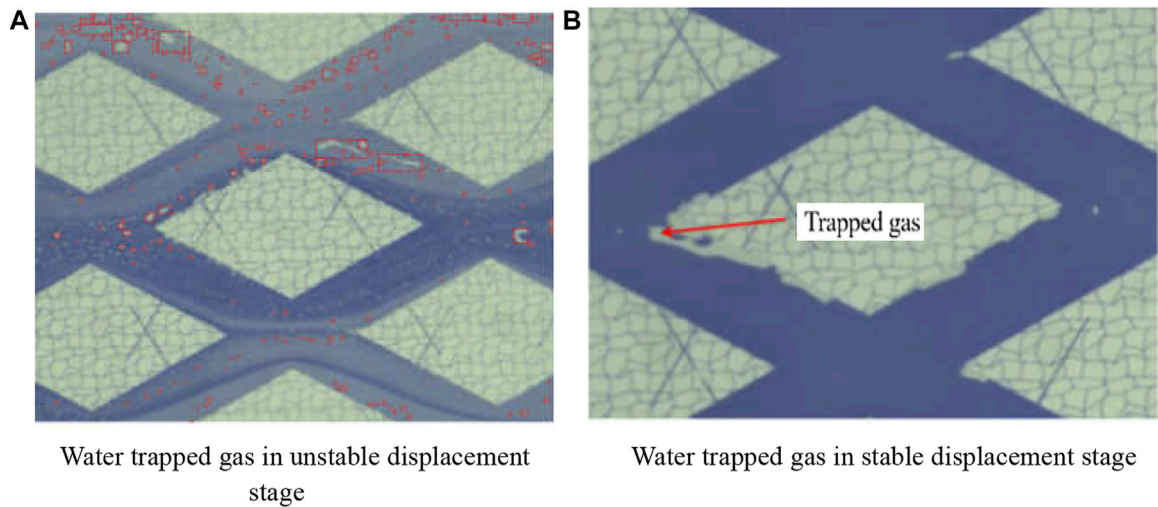 A
B
Trapped gas
Water trapped gas in unstable displacement
stage
Water trapped gas in stable displacement stage